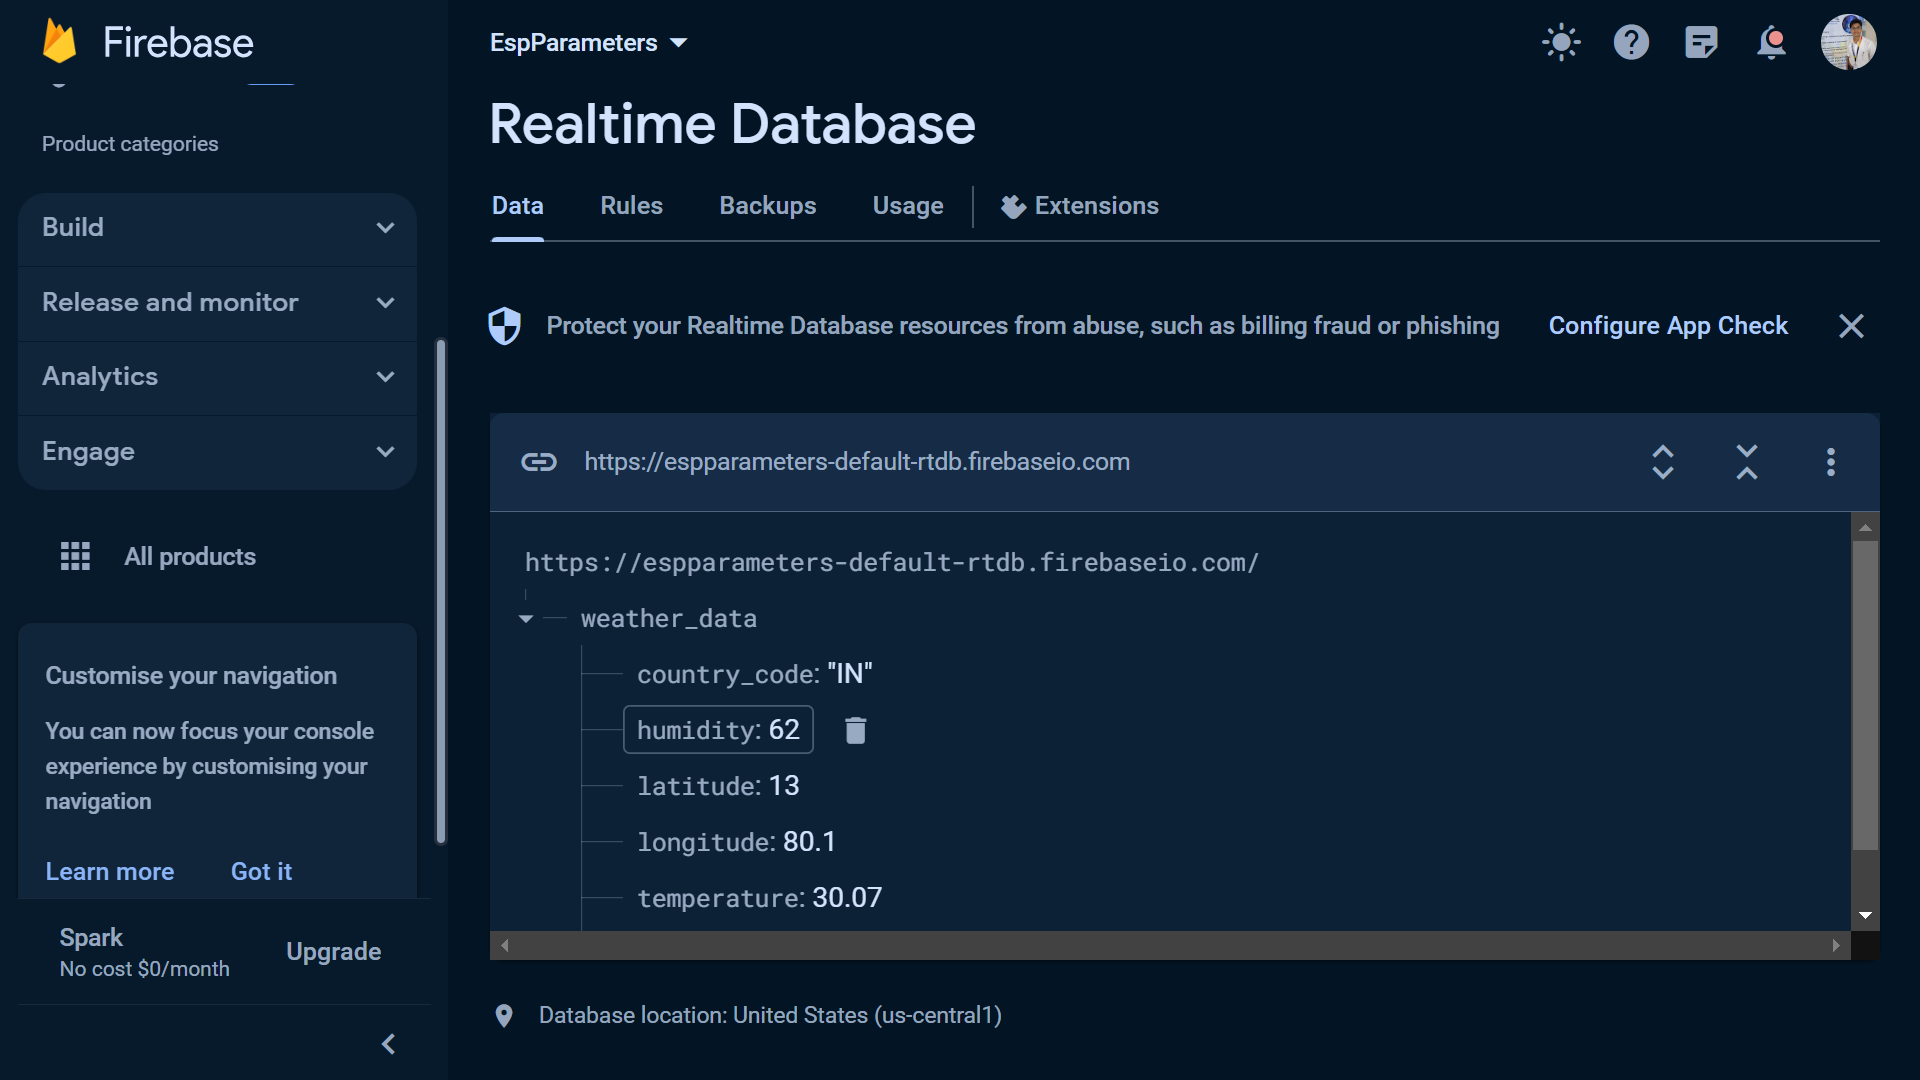 Firebase
EspParameters
Product categories
Build
Release and monitor
Analytics
Engage
All products
Customise your navigation
You can now focus your console
experience by customising your
navigation
Learn more Got it
Spark
No cost $0/month
Upgrade
Realtime Database
Data Rules Backups Usage Extensions
Protect your Realtime Database resources from abuse, such as billing fraud or phishing Configure App Check
https://espparameters-default-rtdb.firebaseio.com
https://espparameters-default-rtdb.firebaseio.com/
weather_data
country_code: "IN"
humidity: 62
latitude: 13
longitude: 80.1
temperature: 30.07
Database location: United States (us-central1)